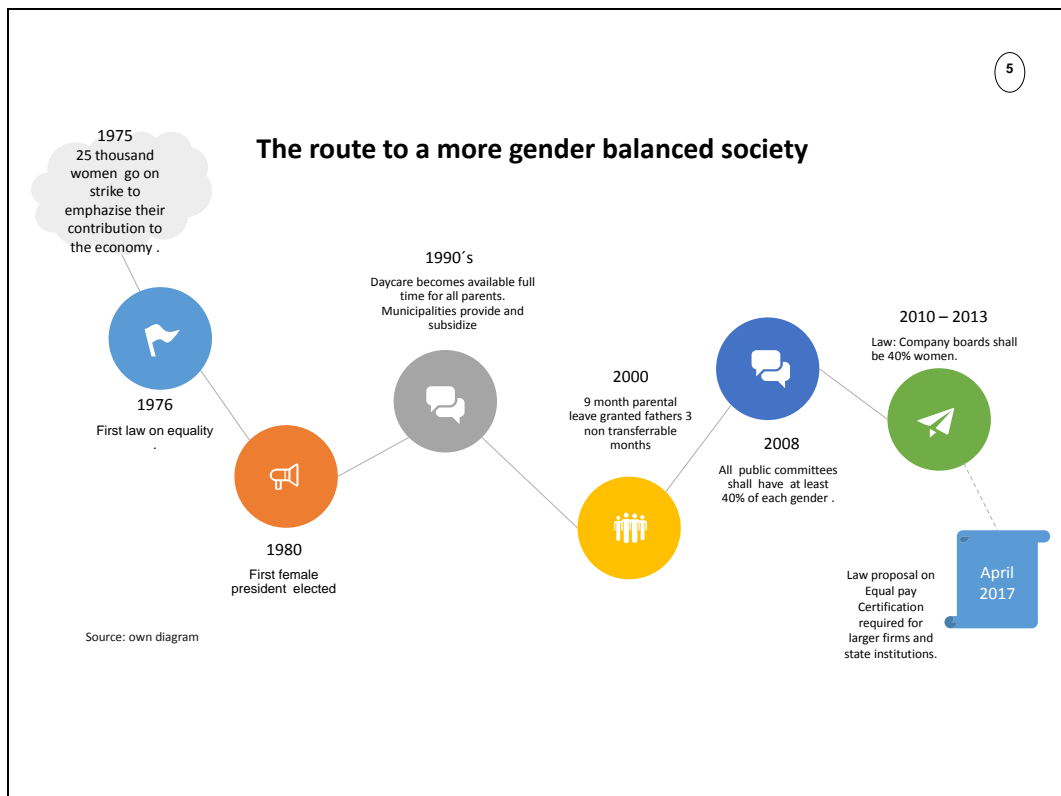 5
The route to a more gender balanced society
1975
25 thousand
women  go on
strike to
emphazise their
contribution to
the economy .
1976
First law on equality
.
1980
First female
president  elected
1990´s
Daycare becomes available full
time for all parents.
Municipalities provide and
subsidize
2000
9 month parental
leave granted fathers 3
non transferrable
months
2008
All  public committees
shall  have  at least
40% of each gender .
2010 – 2013
Law: Company boards shall
be 40% women.
April
2017
Law proposal on
Equal pay
Certification
required for
larger firms and
state institutions.
Source: own diagram